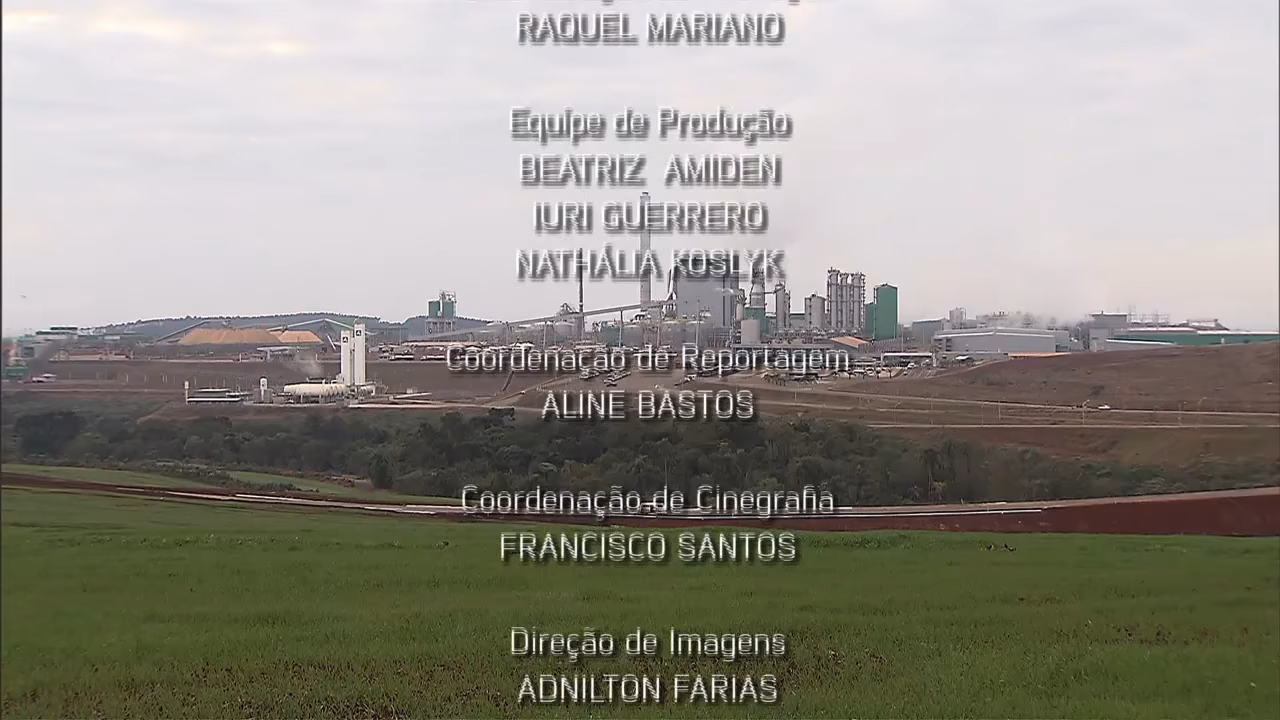 RAQUEL MARIANO
Equipe de Produção
BEATRIZ AMIDEN
IURI GUERRERO
NATHÁLIA KOSLYK
Coordenação de Reportagem
ALINE BASTOS
Coordenação de Cinegrafia
FRANCISCO SANTOS
Direção de Imagens
ADNILTON FARIAS